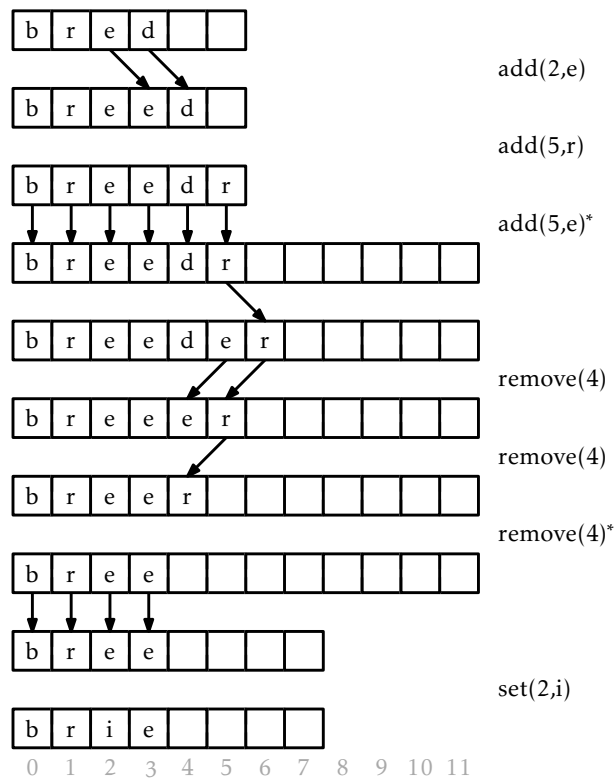 b r e d
add(2,e)
b r e e d
add(5,r)
b r e e d r
add(5,e)*
b r e e d r
b r e e d e r
remove(4)
b r e e e r
remove(4)
b r e e r
remove(4)*
b r e e
b r e e
set(2,i)
b r i e
0 1 2 3 4 5 6 7 8 9 10 11